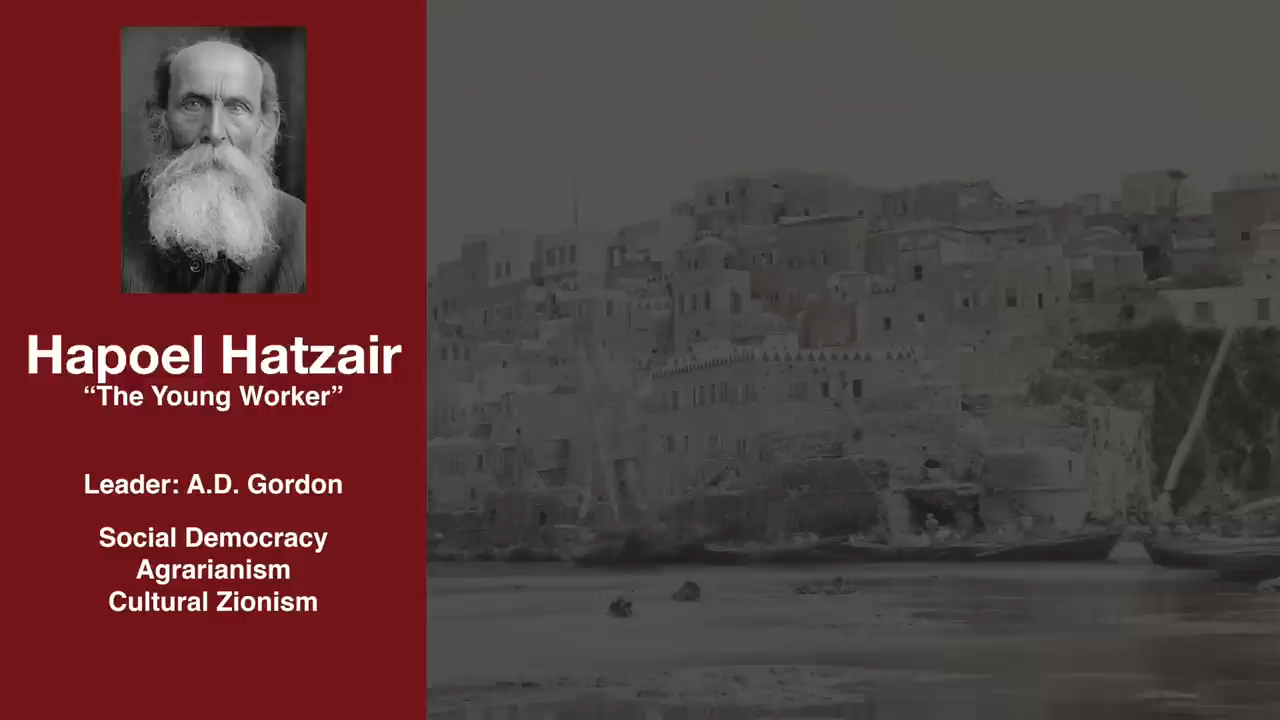 Hapoel Hatzair
“The Young Worker”
Leader: A.D. Gordon
Social Democracy
Agrarianism
Cultural Zionism